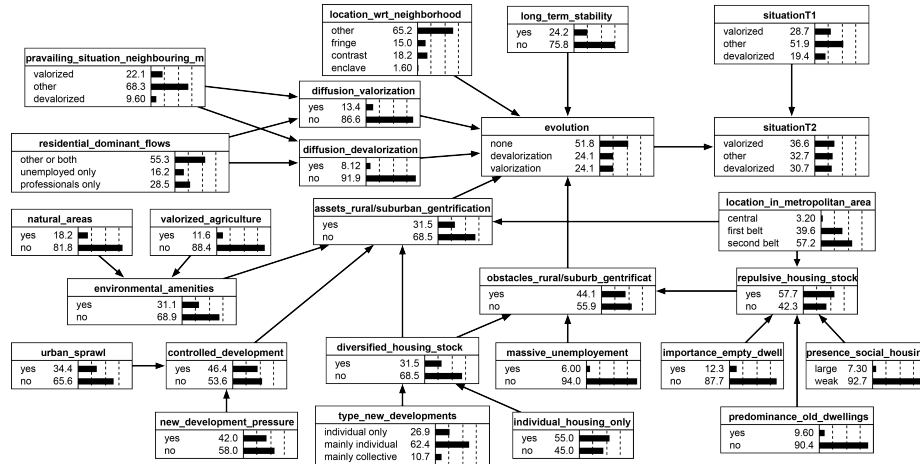 location_wrt_neighborhood
other 65.2
fringe 15.0
contrast 18.2
enclave 1.60
long_term_stability
yes 24.2
no 75.8
situationT1
valorized 28.7
other 51.9
devalorized 19.4
pravailing_situation_neighbouring_m
valorized 22.1
other 68.3
devalorized 9.60
diffusion_valorization
yes 13.4
no 86.6
evolution
none 51.8
devalorization 24.1
valorization 24.1
situationT2
valorized 36.6
other 32.7
devalorized 30.7
residential_dominant_flows
other or both 55.3
unemployed only 16.2
professionals only 28.5
diffusion_devalorization
yes 8.12
no 91.9
assets_rural/suburban_gentrification
yes 31.5
no 68.5
location_in_metropolitan_area
central 3.20
first belt 39.6
second belt 57.2
natural_areas
yes 18.2
no 81.8
valorized_agriculture
yes 11.6
no 88.4
environmental_amenities
yes 31.1
no 68.9
obstacles_rural/suburb_gentrificat
yes 44.1
no 55.9
repulsive_housing_stock
yes 57.7
no 42.3
urban_sprawl
yes 34.4
no 65.6
controlled_development
yes 46.4
no 53.6
diversified_housing_stock
yes 31.5
no 68.5
massive_unemployement
yes 6.00
no 94.0
importance_empty_dwell
yes 12.3
no 87.7
presence_social_housin
large 7.30
weak 92.7
new_development_pressure
yes 42.0
no 58.0
type_new_developments
individual only 26.9
mainly individual 62.4
mainly collective 10.7
individual_housing_only
yes 55.0
no 45.0
predominance_old_dwellings
yes 9.60
no 90.4